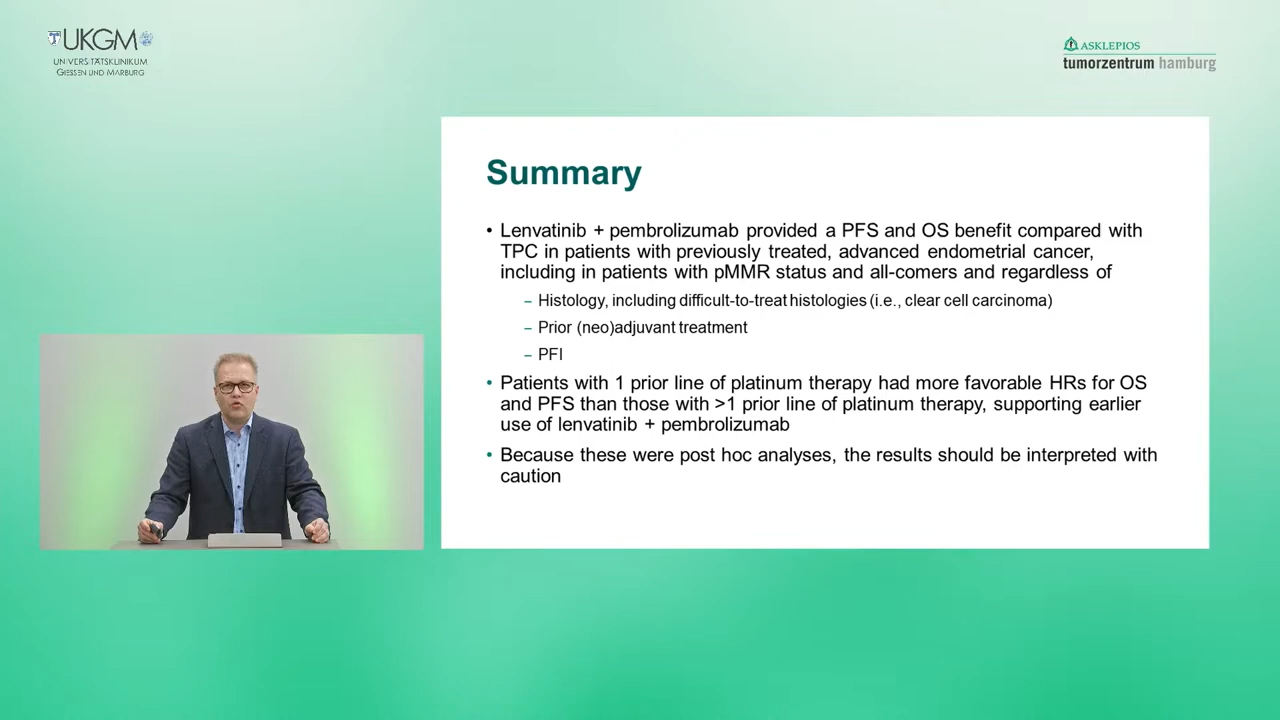 UKGM
UNIVERSITÄTSKLINIKUM
GIESSEN UND MARBURG
ASKLEPIOS
tumorzentrum hamburg
Summary
• Lenvatinib + pembrolizumab provided a PFS and OS benefit compared with
TPC in patients with previously treated, advanced endometrial cancer,
including in patients with pMMR status and all-comers and regardless of
– Histology, including difficult-to-treat histologies (i.e., clear cell carcinoma)
– Prior (neo)adjuvant treatment
– PFI
• Patients with 1 prior line of platinum therapy had more favorable HRs for OS
and PFS than those with >1 prior line of platinum therapy, supporting earlier
use of lenvatinib + pembrolizumab
• Because these were post hoc analyses, the results should be interpreted with
caution